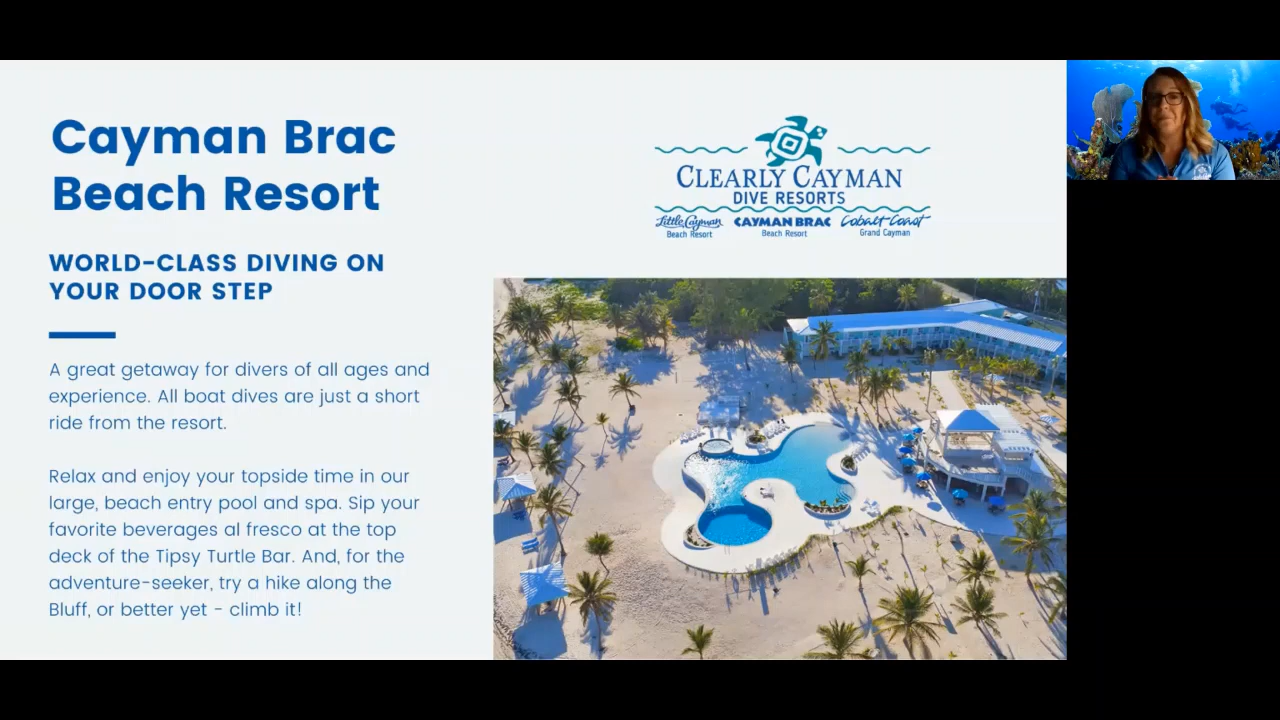 Cayman Brac
Beach Resort
WORLD-CLASS DIVING ON
YOUR DOOR STEP
A great getaway for divers of all ages and
experience. All boat dives are just a short
ride from the resort.
Relax and enjoy your topside time in our
large, beach entry pool and spa. Sip your
favorite beverages al fresco at the top
deck of the Tipsy Turtle Bar. And, for the
adventure-seeker, try a hike along the
Bluff, or better yet - climb it!
CLEARLY CAYMAN
DIVE RESORTS
Little Cayman CAYMAN BRAC Cobalt Coast
Beach Resort Beach Resort Grand Cayman